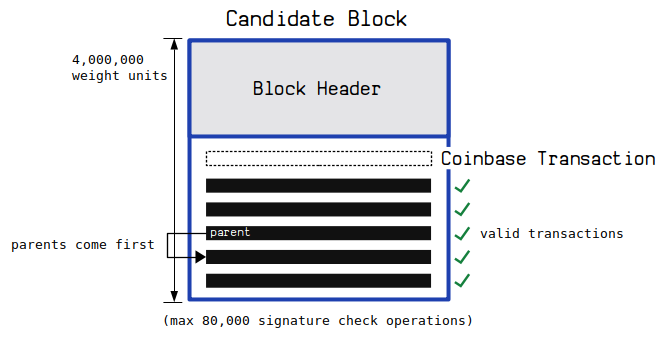 Candidate Block
4,000,000
weight units
Block Header
Coinbase Transaction
parent
valid transactions
parents come first
(max 80,000 signature check operations)